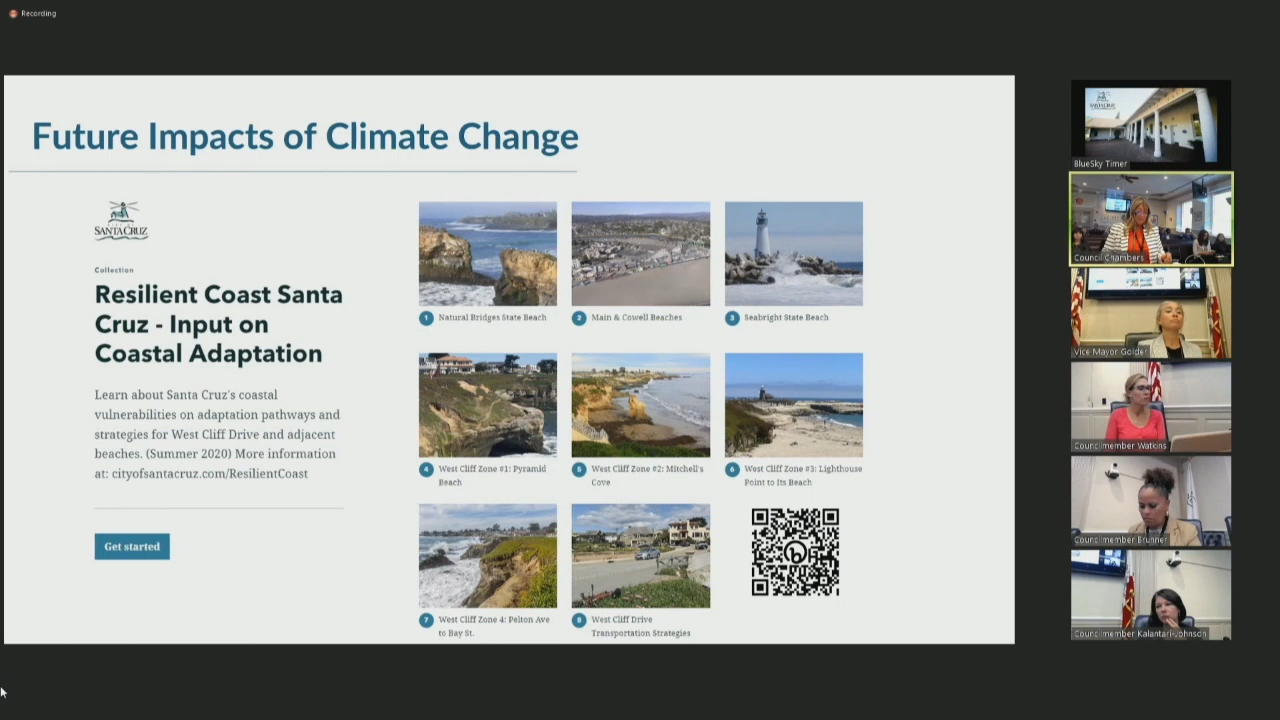 Recording
Future Impacts of Climate Change
SANTA CRUZ
Collection
Resilient Coast Santa
Cruz - Input on
Coastal Adaptation
Learn about Santa Cruz's coastal
vulnerabilities on adaptation pathways and
strategies for West Cliff Drive and adjacent
beaches. (Summer 2020) More information
at: cityofsantacruz.com/ResilientCoast
Get started
1 Natural Bridges State Beach
2 Main & Cowell Beaches
3 Seabright State Beach
4 West Cliff Zone #1: Pyramid
Beach
5 West Cliff Zone #2: Mitchell's
Cove
6 West Cliff Zone #3: Lighthouse
Point to Its Beach
7 West Cliff Zone 4: Pelton Ave
to Bay St.
8 West Cliff Drive
Transportation Strategies
SANTA CRUZ
BlueSky Timer
Council Chambers
Vice Mayor Golder
Councilmember Watkins
Councilmember Brunner
Councilmember Kalantari-Johnson